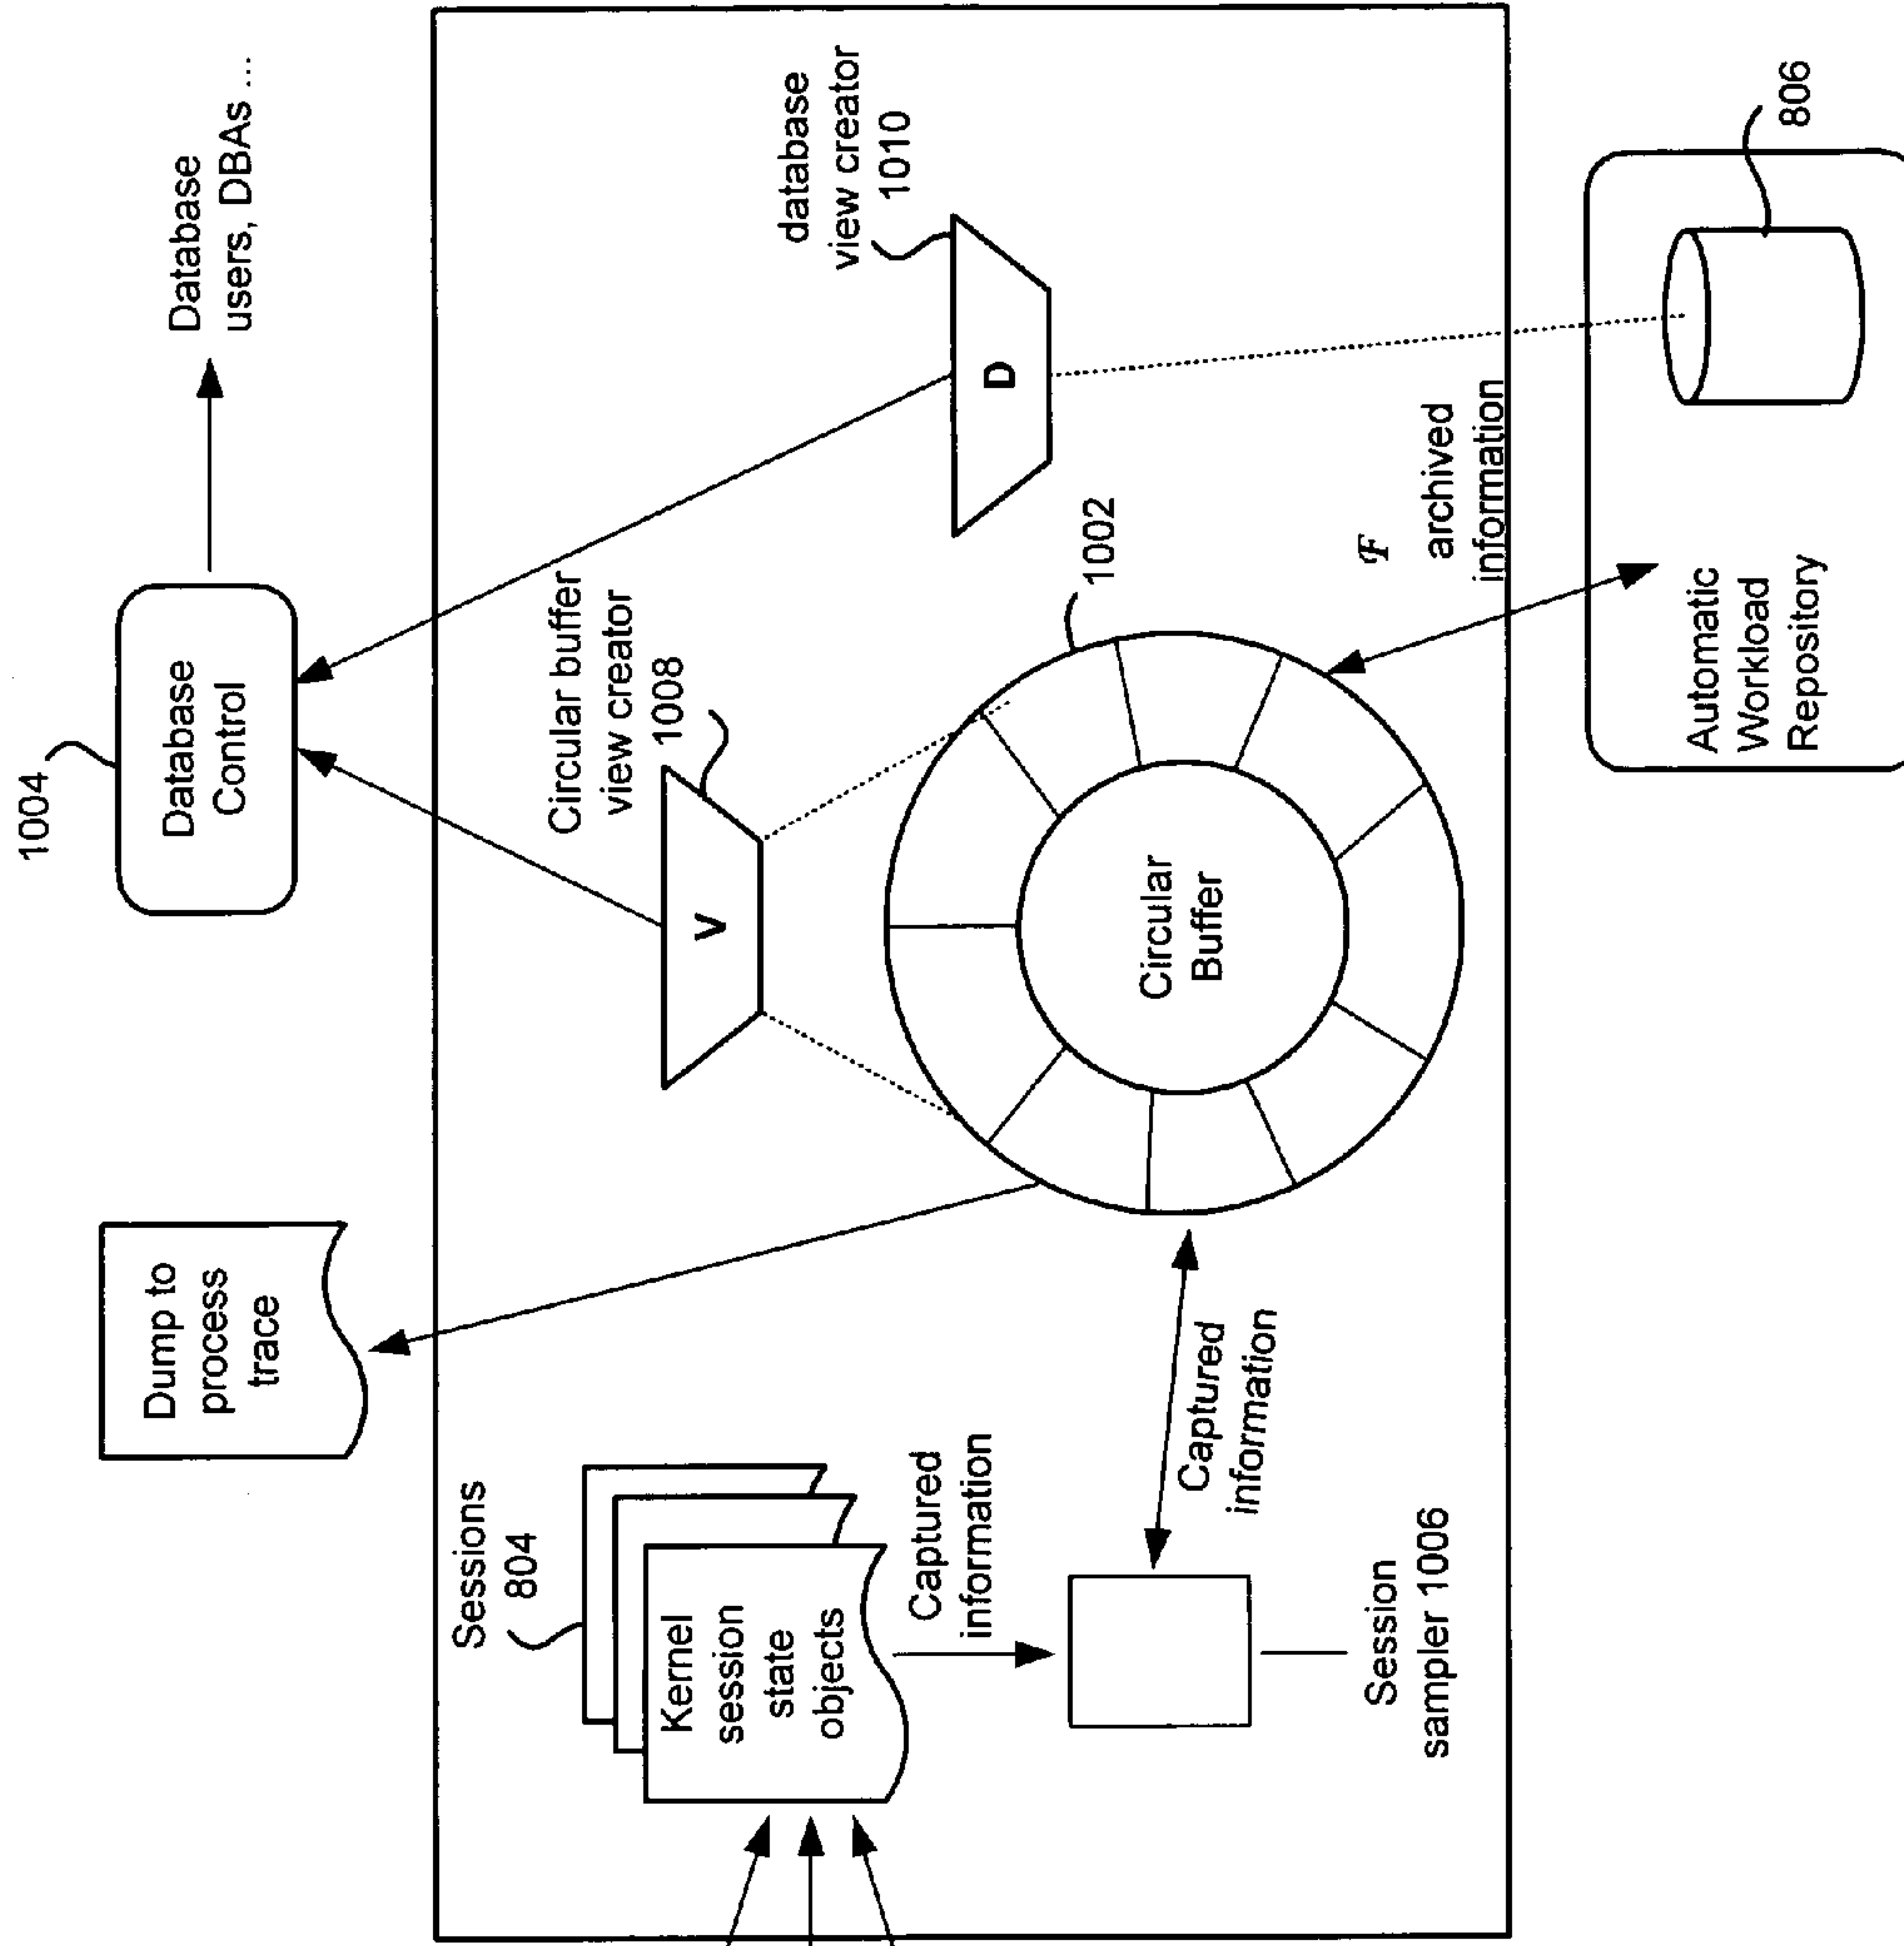 1004
Database
Control
Database
users, DBAs ...
Dump to
process
trace
Sessions
804
Kernel
session
state
objects
Captured
information
Session
sampler 1006
Captured
information
Circular buffer
view creator
1008
V
Circular
Buffer
1002
database
view creator
1010
D
F
archived
information
Automatic
Workload
Repository
806